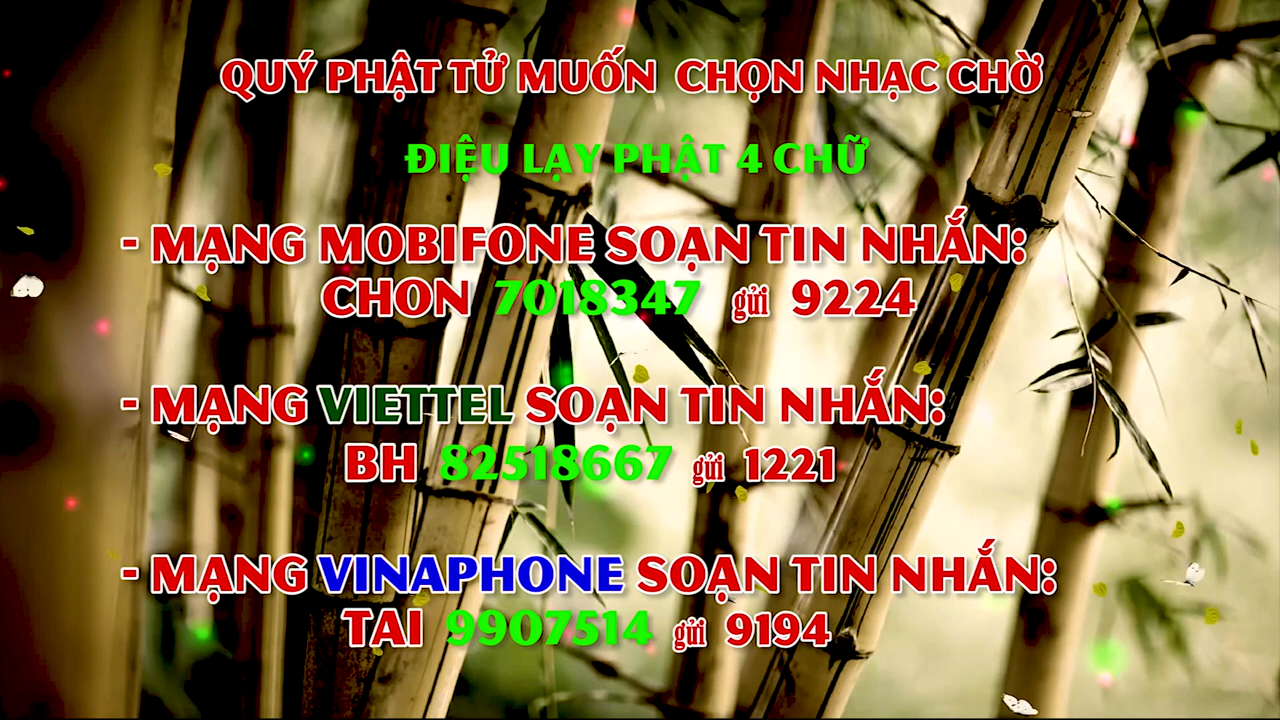 QUÝ PHẬT TỬ MUỐN CHỌN NHẠC CHỜ
ĐIỆU LẠY PHẬT 4 CHỮ
- MẠNG MOBIFONE SOẠN TIN NHẮN:
CHON 7018347 gửi 9224
- MẠNG VIETTEL SOẠN TIN NHẮN:
BH 82518667 gửi 1221
- MẠNG VINAPHONE SOẠN TIN NHẮN:
TAI 9907514 gửi 9194